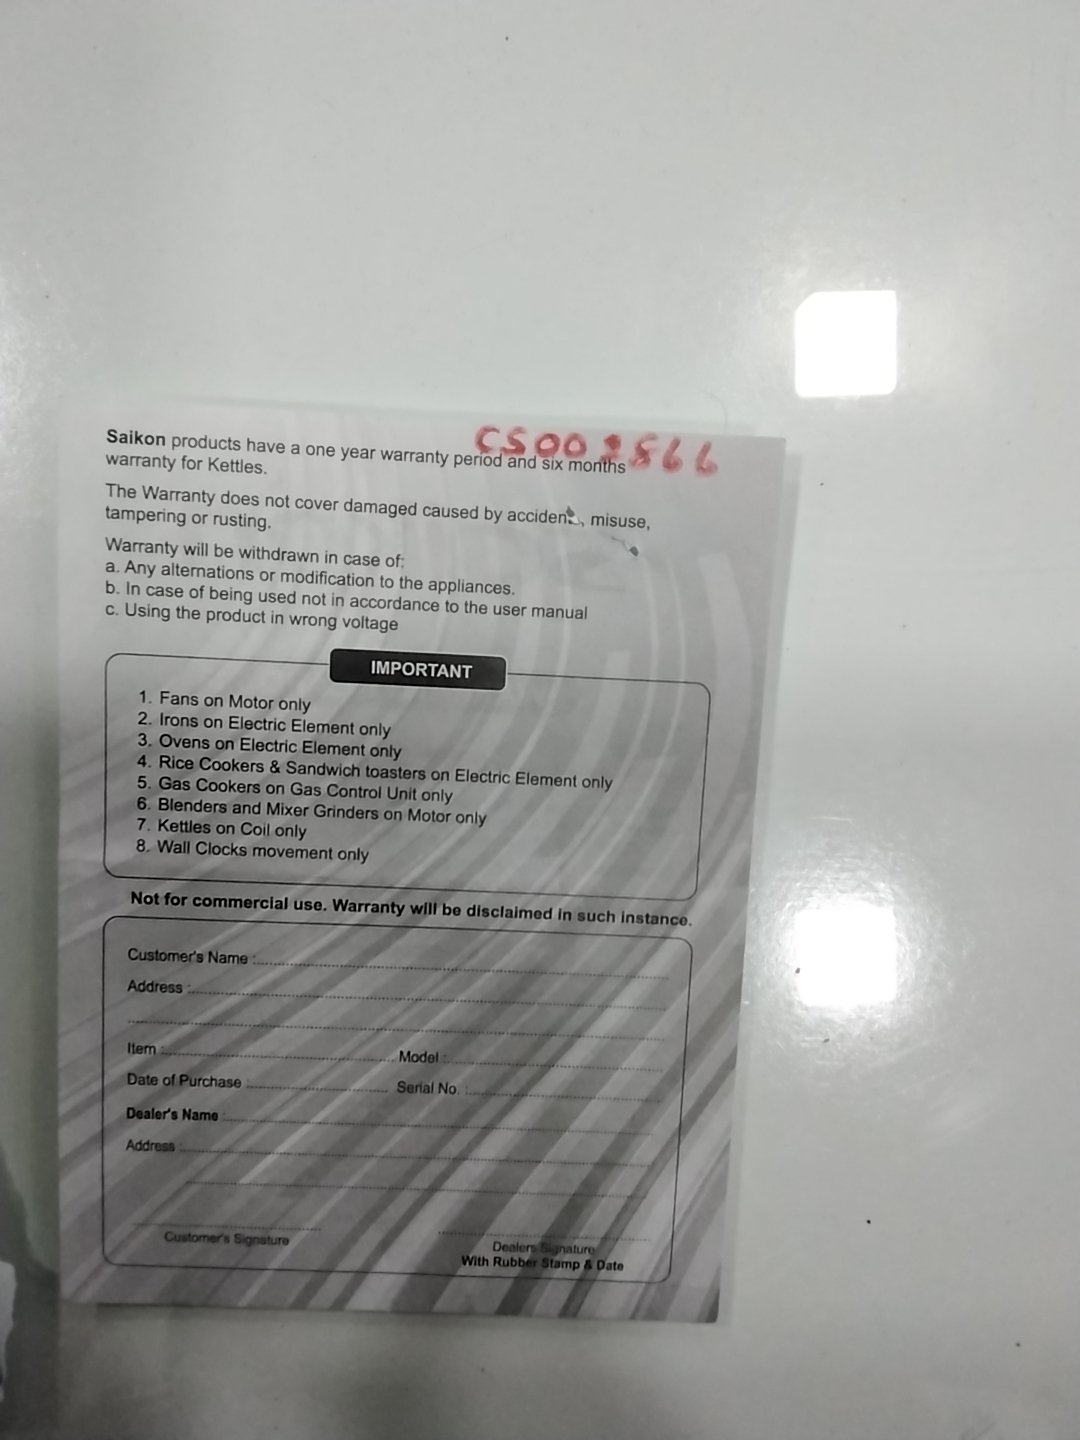 CS002566
Saikon products have a one year warranty period and six months
warranty for Kettles.
The Warranty does not cover damaged caused by accident, misuse,
tampering or rusting.
Warranty will be withdrawn in case of:
a. Any alternations or modification to the appliances.
b. In case of being used not in accordance to the user manual
c. Using the product in wrong voltage
IMPORTANT
1. Fans on Motor only
2. Irons on Electric Element only
3. Ovens on Electric Element only
4. Rice Cookers & Sandwich toasters on Electric Element only
5. Gas Cookers on Gas Control Unit only
6. Blenders and Mixer Grinders on Motor only
7. Kettles on Coil only
8. Wall Clocks movement only
Not for commercial use. Warranty will be disclaimed in such instance.
Customer's Name :
Address :
Item : Model :
Date of Purchase : Serial No. :
Dealer's Name :
Address :
Customer's Signature
Dealers Signature
With Rubber Stamp & Date